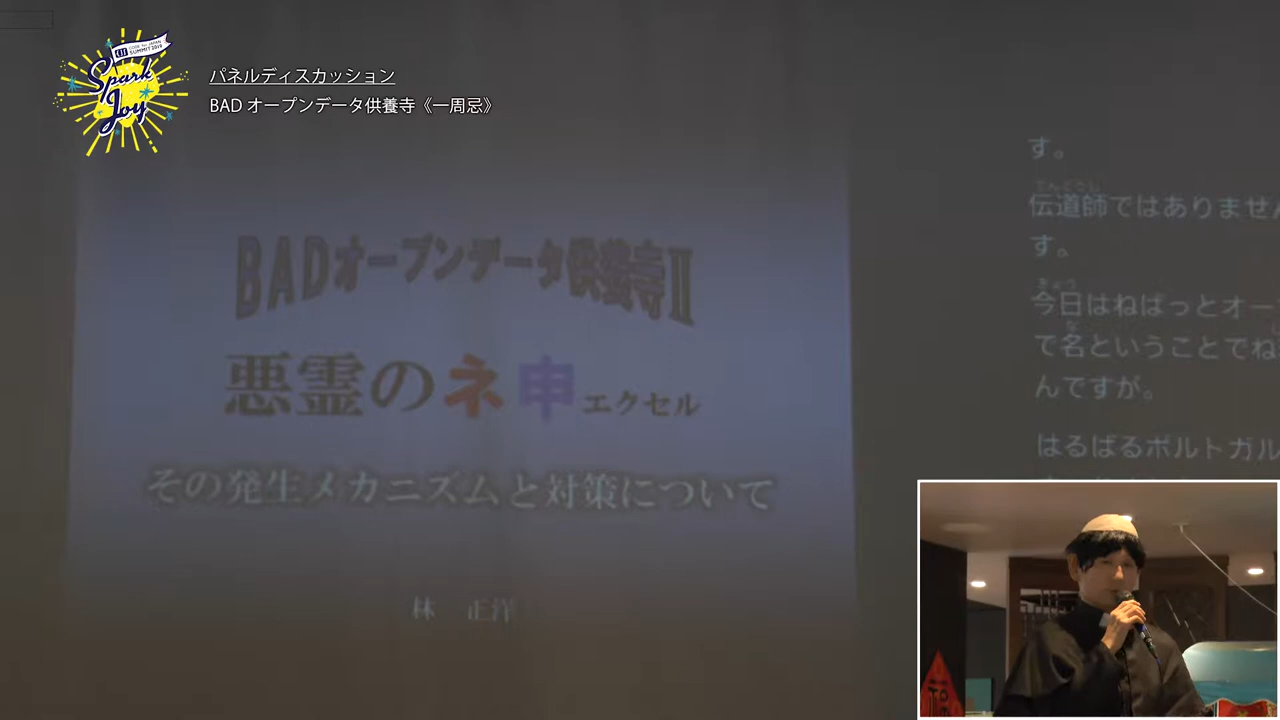 CODE for JAPAN
SUMMIT 2019
Spark
Joy
パネルディスカッション
BAD オープンデータ供養寺《一周忌》
BADオープンデータ供養寺Ⅱ
悪霊のネ申エクセル
その発生メカニズムと対策について
林 正洋
す。
伝道師ではありませ
す。
今日はねばっとオー
て名ということでね
んですが。
はるばるポルトガル